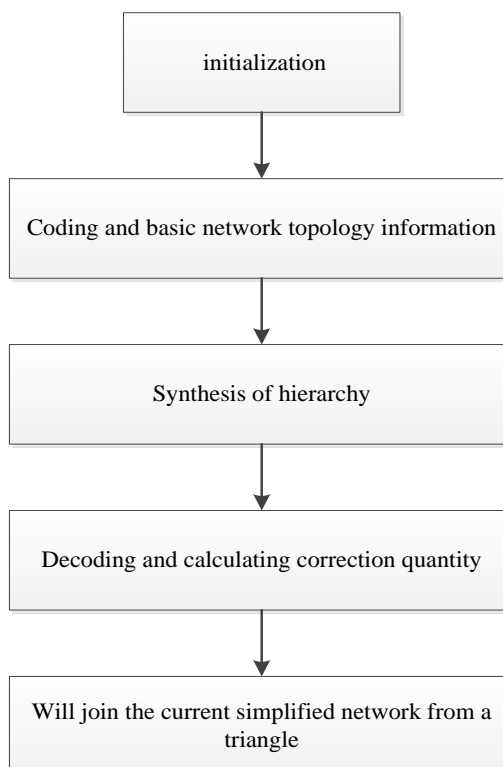 initialization
Coding and basic network topology information
Synthesis of hierarchy
Decoding and calculating correction quantity
Will join the current simplified network from a
triangle